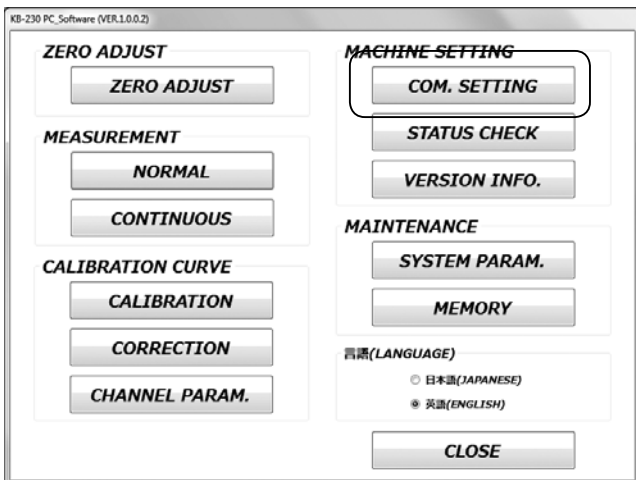 KB-230 PC_Software (VER.1.0.0.2)
ZERO ADJUST
ZERO ADJUST
MEASUREMENT
NORMAL
CONTINUOUS
CALIBRATION CURVE
CALIBRATION
CORRECTION
CHANNEL PARAM.
MACHINE SETTING
COM. SETTING
STATUS CHECK
VERSION INFO.
MAINTENANCE
SYSTEM PARAM.
MEMORY
言語(LANGUAGE)
日本語(JAPANESE)
英語(ENGLISH)
CLOSE